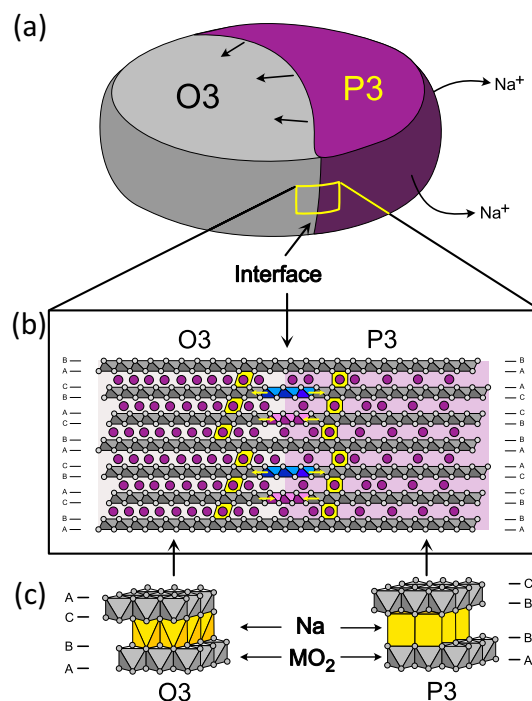 (a)
O3 P3
Na+
Na+
Interface
(b)
O3 P3
B B
A A
C A
B C
A C
C B
B B
A A
C A
B C
A C
C B
B B
A A
(c)
A C
C B
Na
B B
MO2
A A
O3 P3